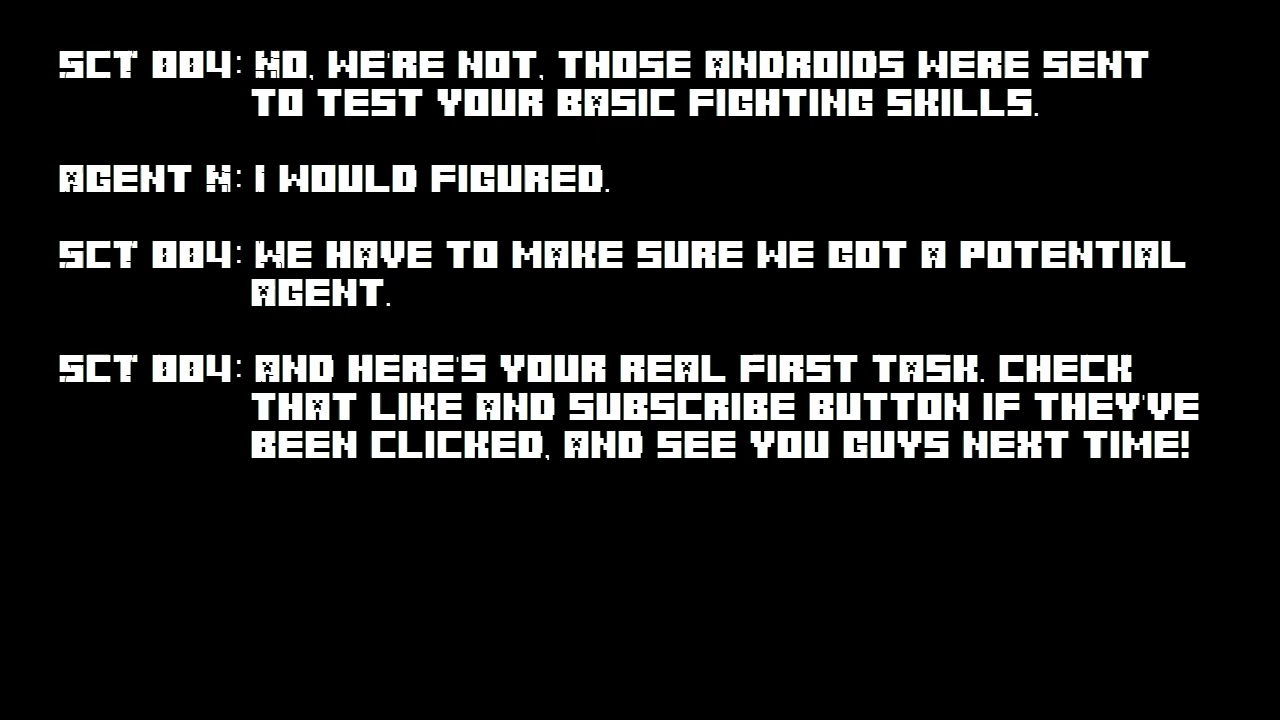 SCT 004: NO, WE'RE NOT, THOSE ANDROIDS WERE SENT
TO TEST YOUR BASIC FIGHTING SKILLS.
AGENT N: I WOULD FIGURED.
SCT 004: WE HAVE TO MAKE SURE WE GOT A POTENTIAL
AGENT.
SCT 004: AND HERE'S YOUR REAL FIRST TASK. CHECK
THAT LIKE AND SUBSCRIBE BUTTON IF THEY'VE
BEEN CLICKED, AND SEE YOU GUYS NEXT TIME!